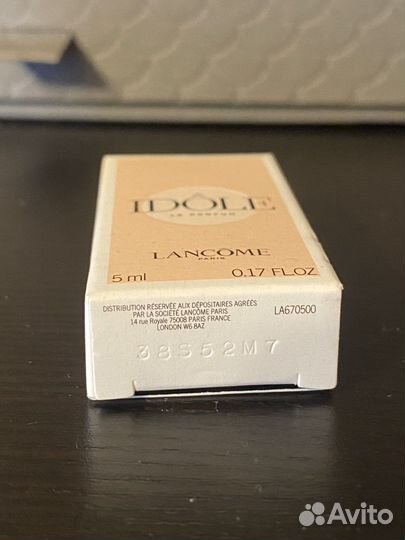 IDÔLE
LA PARFUM
LANCÔME
PARIS
5 ml 0.17 FL.OZ
DISTRIBUTION RÉSERVÉE AUX DÉPOSITAIRES AGRÉÉS
PAR LA SOCIÉTÉ LANCÔME PARIS
14 rue Royale 75008 PARIS FRANCE
LONDON W6 8AZ
LA670500
38S52M7
Avito